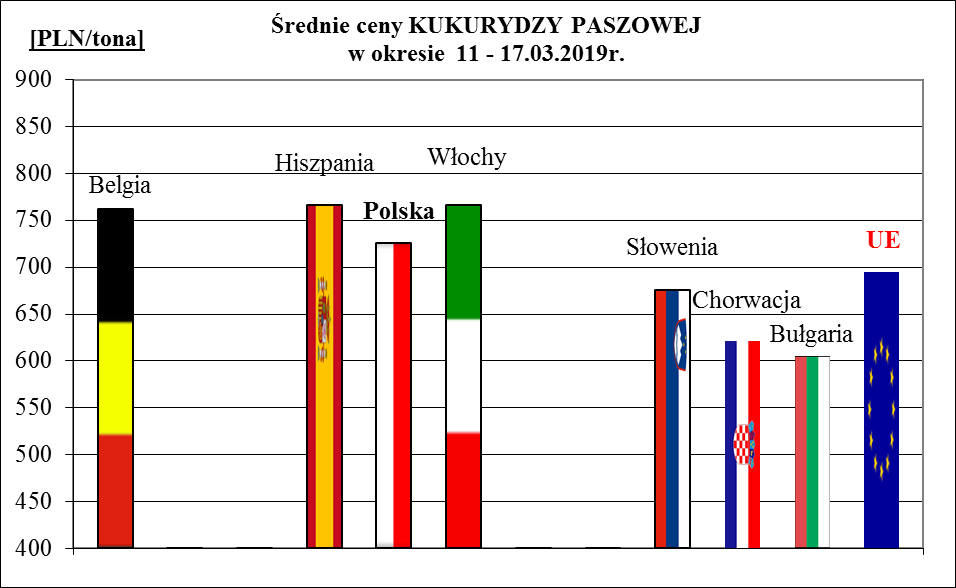 Średnie ceny KUKURYDZY PASZOWEJ
w okresie 11 - 17.03.2019r.
[PLN/tona]
900
850
800
750
700
650
600
550
500
450
400
Belgia
Hiszpania
Polska
Włochy
Słowenia
Chorwacja
Bułgaria
UE